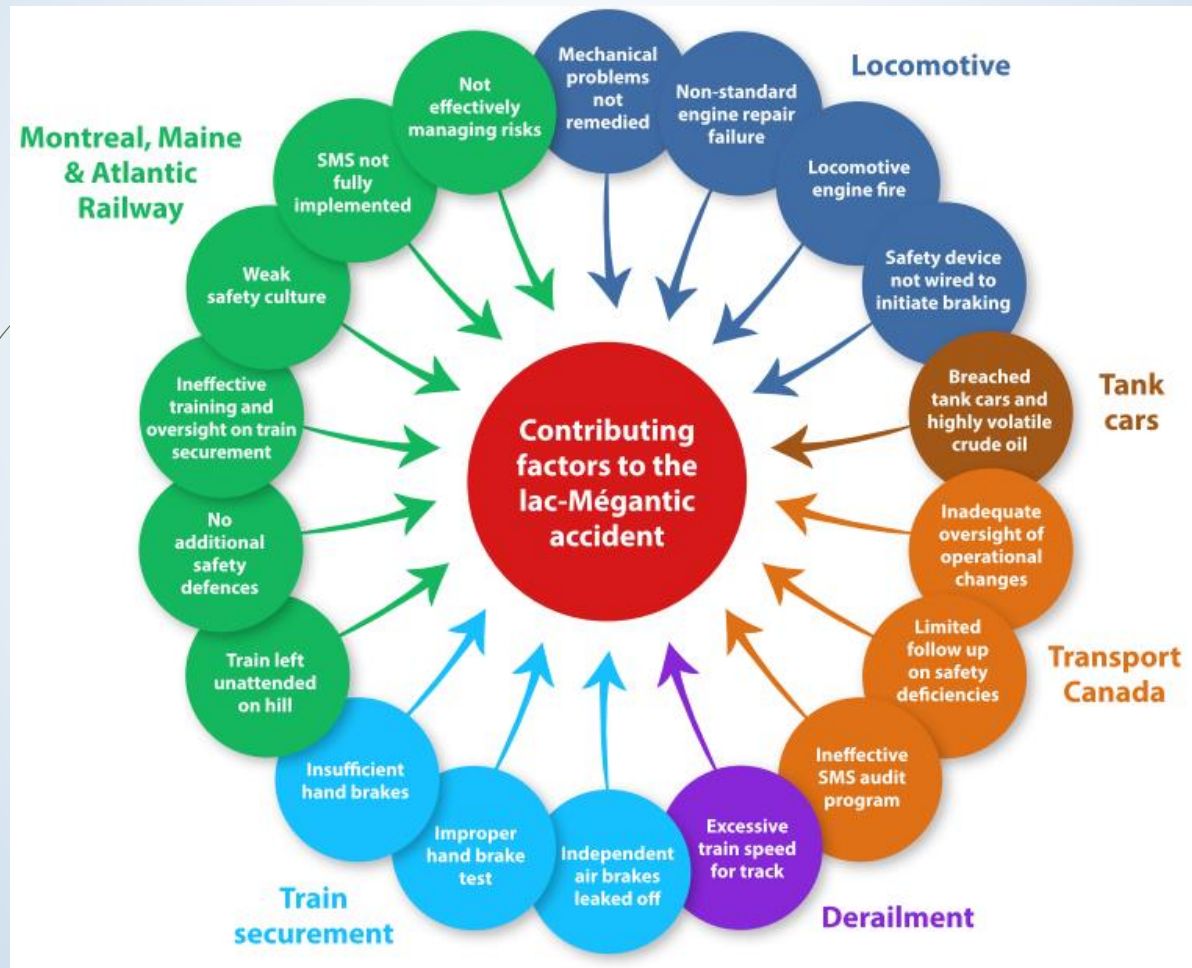 Locomotive
Mechanical
problems
not
remedied
Non-standard
engine repair
failure
Locomotive
engine fire
Safety device
not wired to
initiate braking
Tank
cars
Breached
tank cars and
highly volatile
crude oil
Transport
Canada
Inadequate
oversight of
operational
changes
Limited
follow up
on safety
deficiencies
Ineffective
SMS audit
program
Derailment
Excessive
train speed
for track
Train
securement
Independent
air brakes
leaked off
Improper
hand brake
test
Insufficient
hand brakes
Montreal, Maine
& Atlantic
Railway
Train left
unattended
on hill
No
additional
safety
defences
Ineffective
training and
oversight on train
securement
Weak
safety culture
SMS not
fully
implemented
Not
effectively
managing risks
Contributing
factors to the
lac-Mégantic
accident